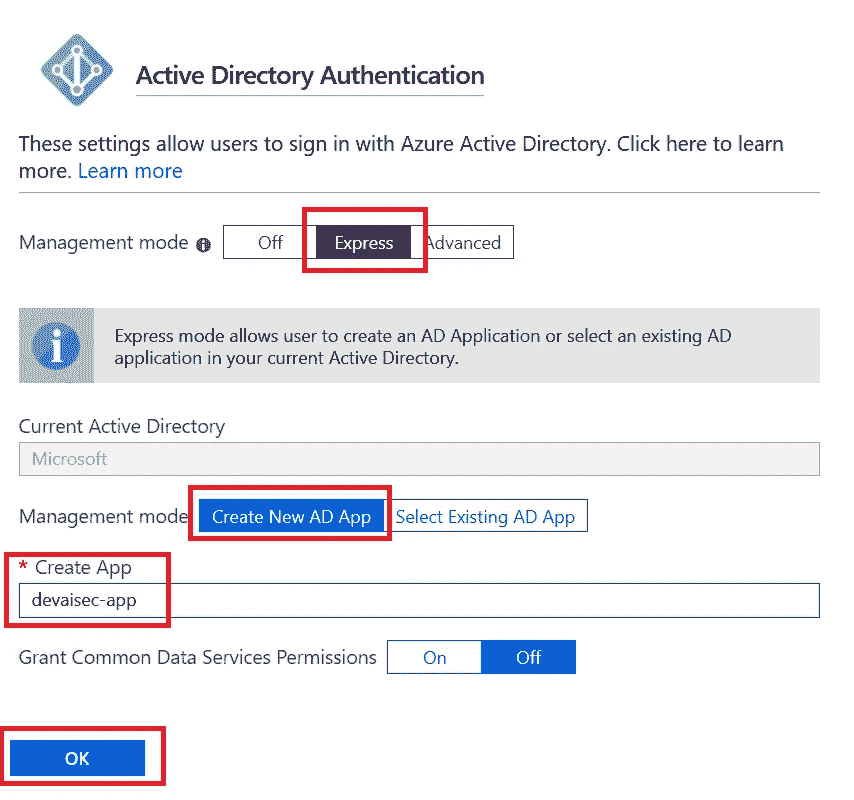 Active Directory Authentication
These settings allow users to sign in with Azure Active Directory. Click here to learn
more. Learn more
Management mode Off Express Advanced
Express mode allows user to create an AD Application or select an existing AD
application in your current Active Directory.
Current Active Directory
Microsoft
Management mode Create New AD App Select Existing AD App
* Create App
devaisec-app
Grant Common Data Services Permissions On Off
OK